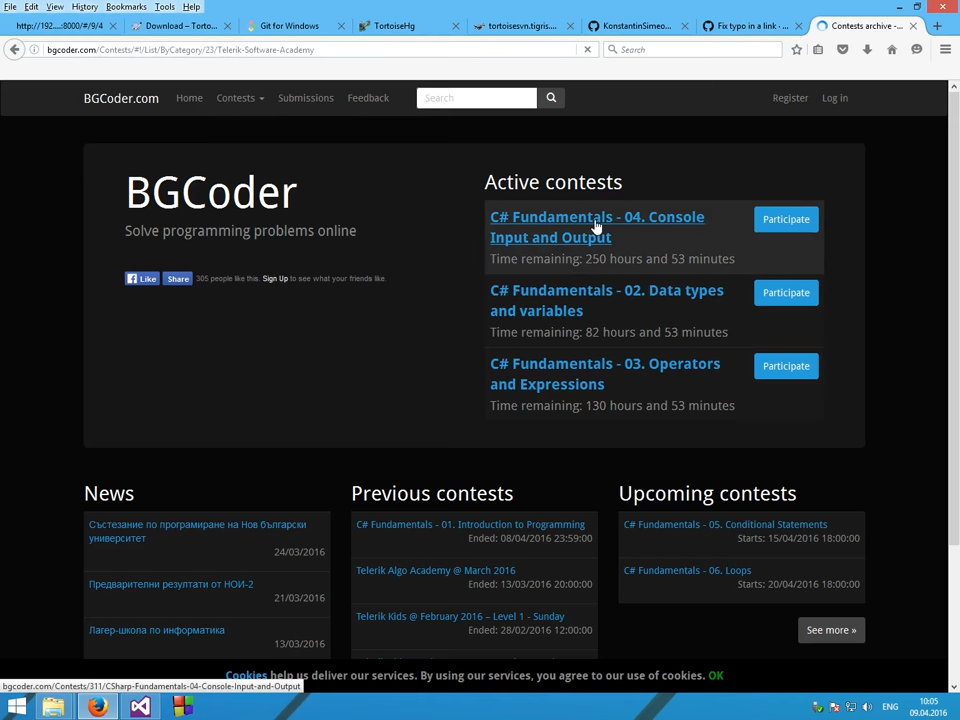 File Edit View History Bookmarks Tools Help
http://192....:8000/#/9/4
Download – Torto...
Git for Windows
TortoiseHg
tortoisesvn.tigris....
KonstantinSimeo...
Fix typo in a link · ...
Contests archive -...
bgcoder.com/Contests/#!/List/ByCategory/23/Telerik-Software-Academy
Search
BGCoder.com Home Contests Submissions Feedback Search Register Log in
BGCoder
Solve programming problems online
Like Share 305 people like this. Sign Up to see what your friends like.
Active contests
C# Fundamentals - 04. Console
Input and Output
Time remaining: 250 hours and 53 minutes
Participate
C# Fundamentals - 02. Data types
and variables
Time remaining: 82 hours and 53 minutes
Participate
C# Fundamentals - 03. Operators
and Expressions
Time remaining: 130 hours and 53 minutes
Participate
News
Състезание по програмиране на Нов български
университет
24/03/2016
Предварителни резултати от НОИ-2
21/03/2016
Лагер-школа по информатика
13/03/2016
Previous contests
C# Fundamentals - 01. Introduction to Programming
Ended: 08/04/2016 23:59:00
Telerik Algo Academy @ March 2016
Ended: 13/03/2016 20:00:00
Telerik Kids @ February 2016 – Level 1 - Sunday
Ended: 28/02/2016 12:00:00
Upcoming contests
C# Fundamentals - 05. Conditional Statements
Starts: 15/04/2016 18:00:00
C# Fundamentals - 06. Loops
Starts: 20/04/2016 18:00:00
See more »
Cookies help us deliver our services. By using our services, you agree to our use of cookies. OK
bgcoder.com/Contests/311/CSharp-Fundamentals-04-Console-Input-and-Output
ENG
10:05
09.04.2016